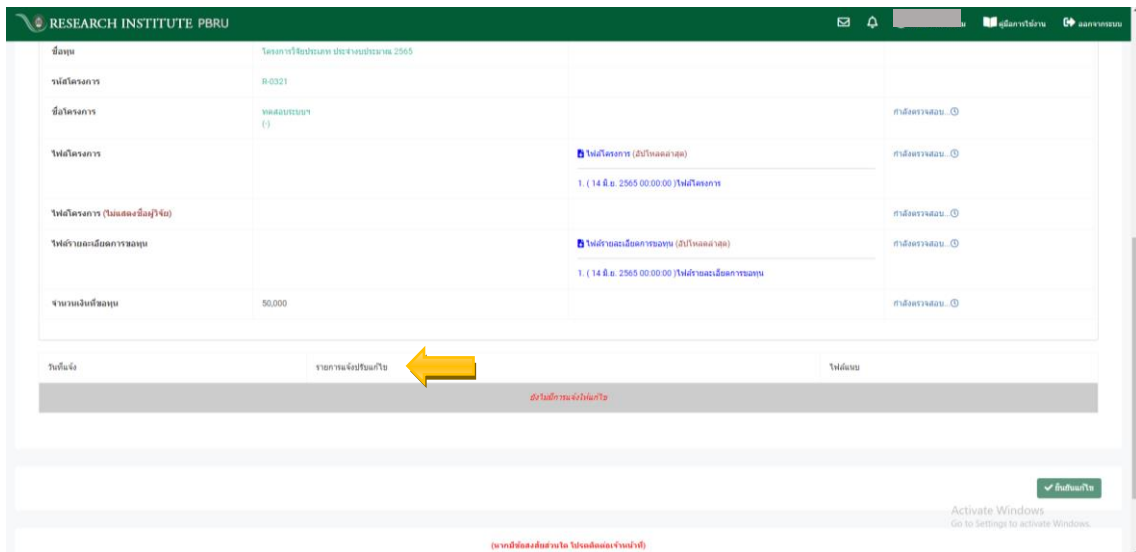 RESEARCH INSTITUTE PBRU
คู่มือการใช้งาน
ออกจากระบบ
ชื่อทุน โครงการวิจัยประเภท ประจำงบประมาณ 2565
รหัสโครงการ R-0321
ชื่อโครงการ ทดสอบระบบฯ กำลังตรวจสอบ...
(-)
ไฟล์โครงการ ไฟล์โครงการ (อัปโหลดล่าสุด) กำลังตรวจสอบ...
1. ( 14 มิ.ย. 2565 00:00:00 )ไฟล์โครงการ
ไฟล์โครงการ (ไม่แสดงชื่อผู้วิจัย) กำลังตรวจสอบ...
ไฟล์รายละเอียดการขอทุน ไฟล์รายละเอียดการขอทุน (อัปโหลดล่าสุด) กำลังตรวจสอบ...
1. ( 14 มิ.ย. 2565 00:00:00 )ไฟล์รายละเอียดการขอทุน
จำนวนเงินที่ขอทุน 50,000 กำลังตรวจสอบ...
วันที่แจ้ง รายการแจ้งปรับแก้ไข ไฟล์แนบ
ยังไม่มีการแจ้งให้แก้ไข
ยืนยันแก้ไข
Activate Windows
Go to Settings to activate Windows.
(หากมีข้อสงสัยส่วนใด โปรดติดต่อเจ้าหน้าที่)